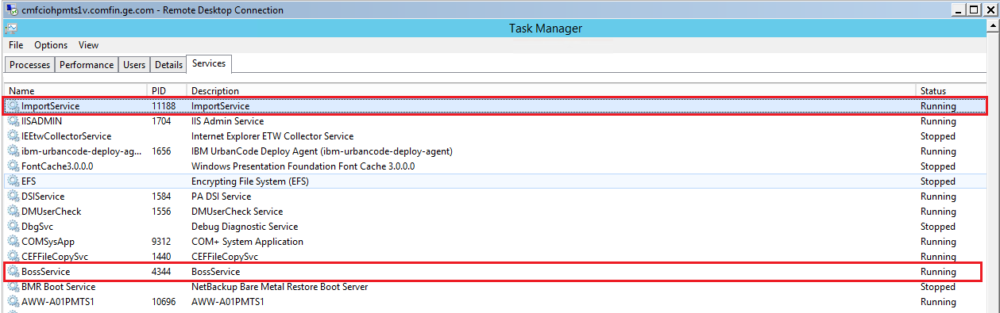 cmfciohpmts1v.comfin.ge.com - Remote Desktop Connection
Task Manager
File Options View
Processes Performance Users Details Services
Name PID Description Status
ImportService 11188 ImportService Running
IISADMIN 1704 IIS Admin Service Running
IEEtwCollectorService Internet Explorer ETW Collector Service Stopped
ibm-urbancode-deploy-ag... 1656 IBM UrbanCode Deploy Agent (ibm-urbancode-deploy-agent) Running
FontCache3.0.0.0 Windows Presentation Foundation Font Cache 3.0.0.0 Stopped
EFS Encrypting File System (EFS) Stopped
DSIService 1584 PA DSI Service Running
DMUserCheck 1556 DMUserCheck Service Running
DbgSvc Debug Diagnostic Service Stopped
COMSysApp 9312 COM+ System Application Running
CEFFileCopySvc 1440 CEFFileCopySvc Running
BossService 4344 BossService Running
BMR Boot Service NetBackup Bare Metal Restore Boot Server Stopped
AWW-A01PMTS1 10696 AWW-A01PMTS1 Running